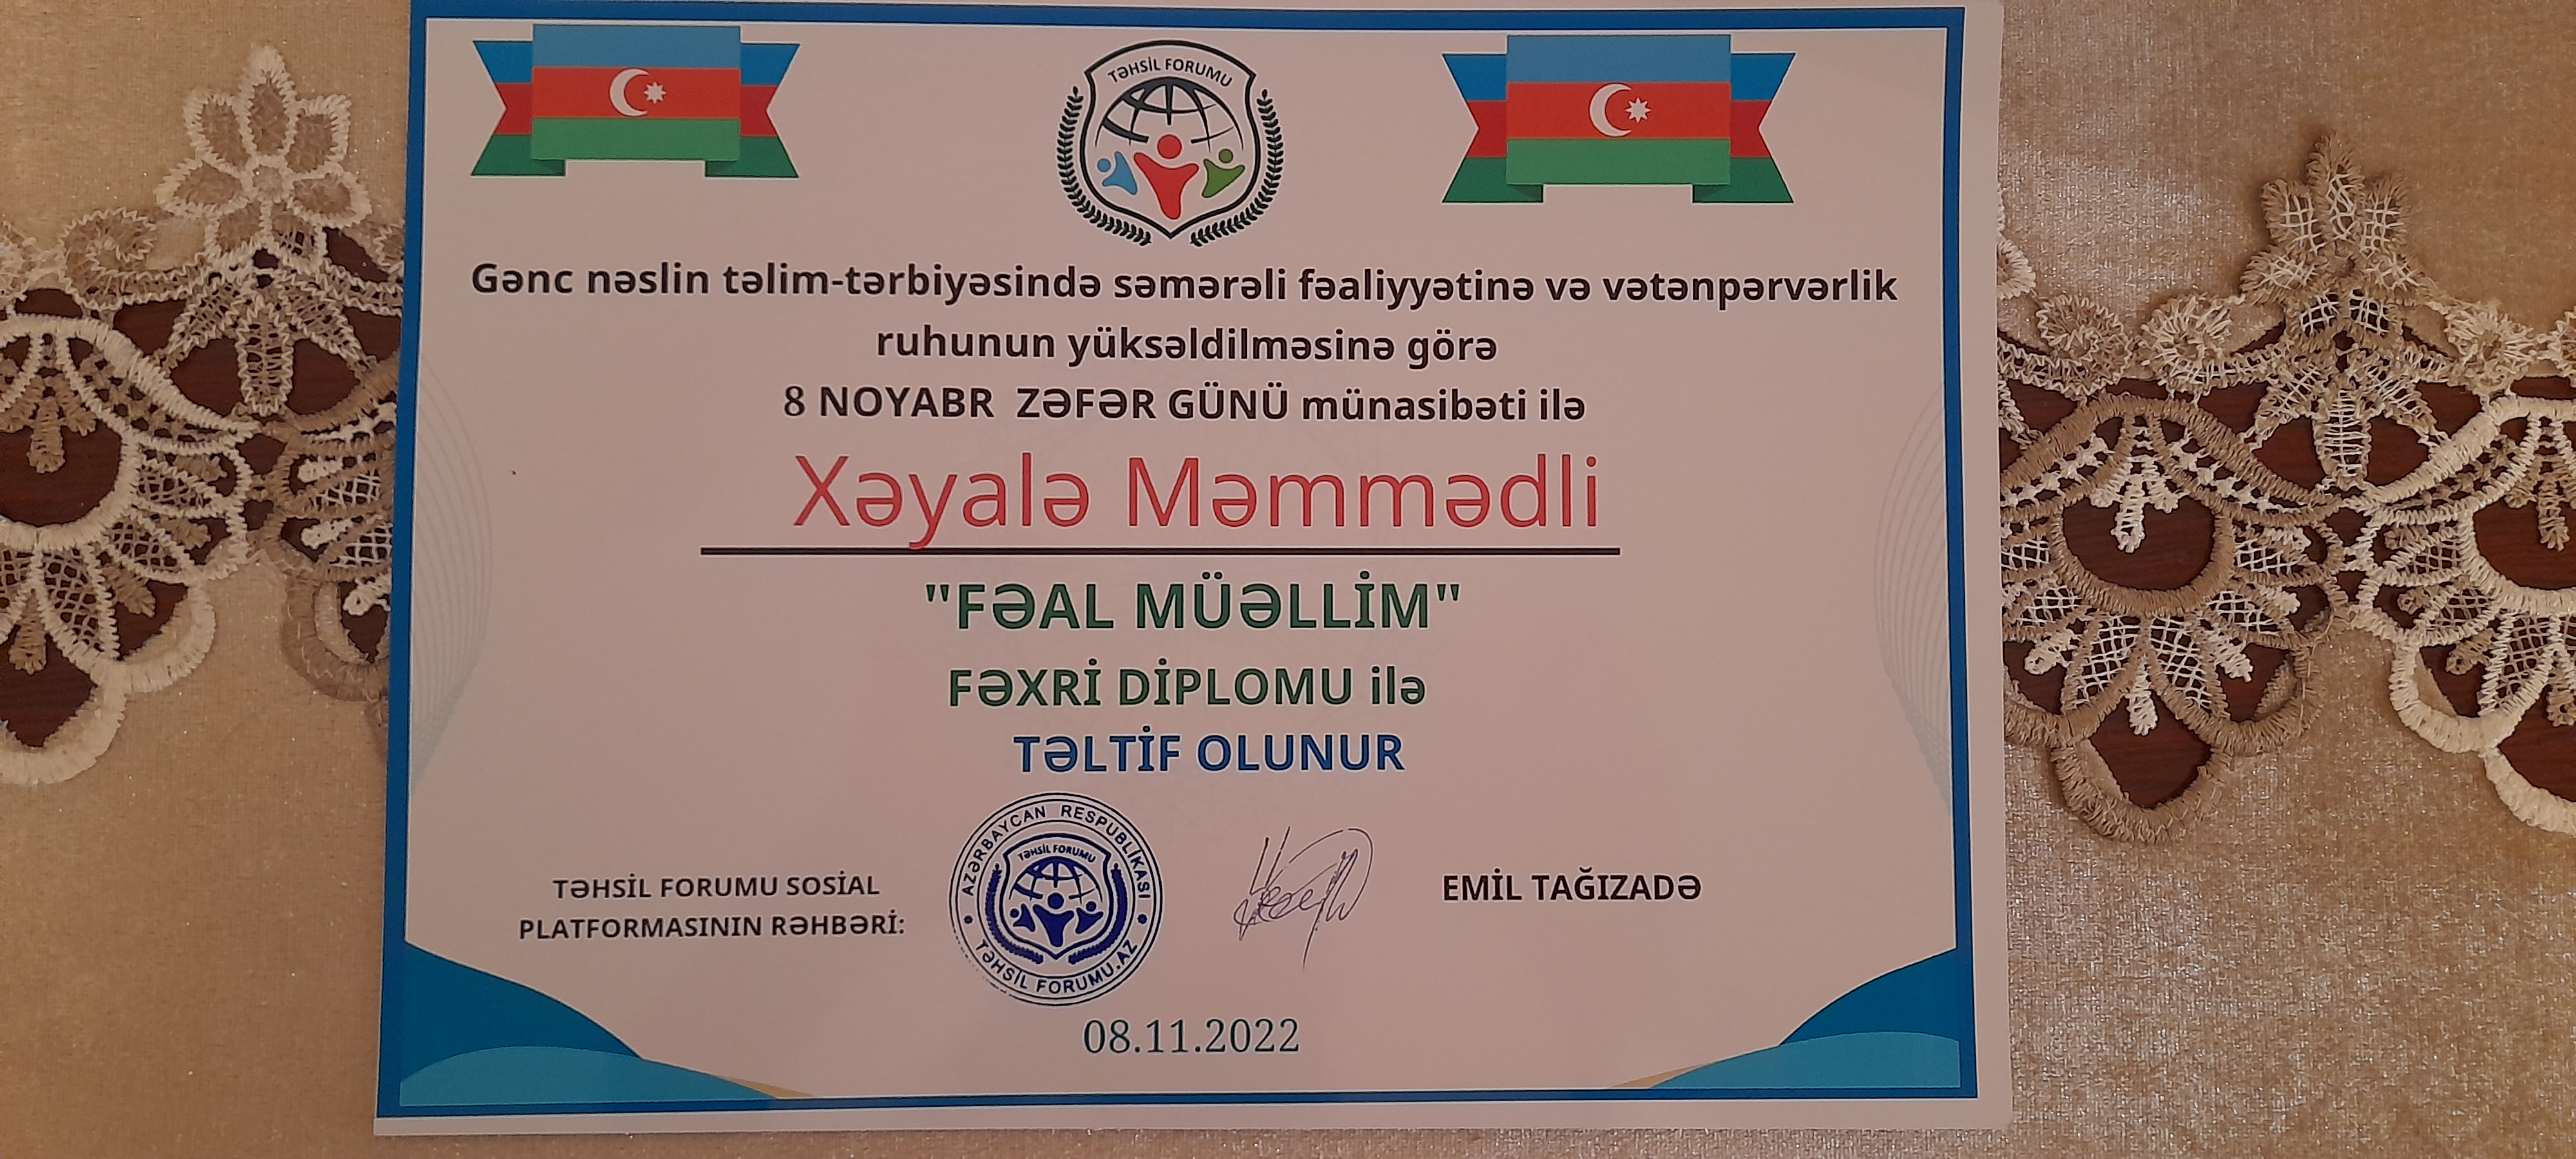 TƏHSİL FORUMU
Gənc nəslin təlim-tərbiyəsində səmərəli fəaliyyətinə və vətənpərvərlik
ruhunun yüksəldilməsinə görə
8 NOYABR ZƏFƏR GÜNÜ münasibəti ilə
Xəyalə Məmmədli
"FƏAL MÜƏLLİM"
FƏXRİ DİPLOMU ilə
TƏLTİF OLUNUR
TƏHSİL FORUMU SOSİAL
PLATFORMASININ RƏHBƏRİ:
AZƏRBAYCAN RESPUBLİKASI
TƏHSİL FORUMU
TƏHSİL FORUMU.AZ
EMİL TAĞIZADƏ
08.11.2022